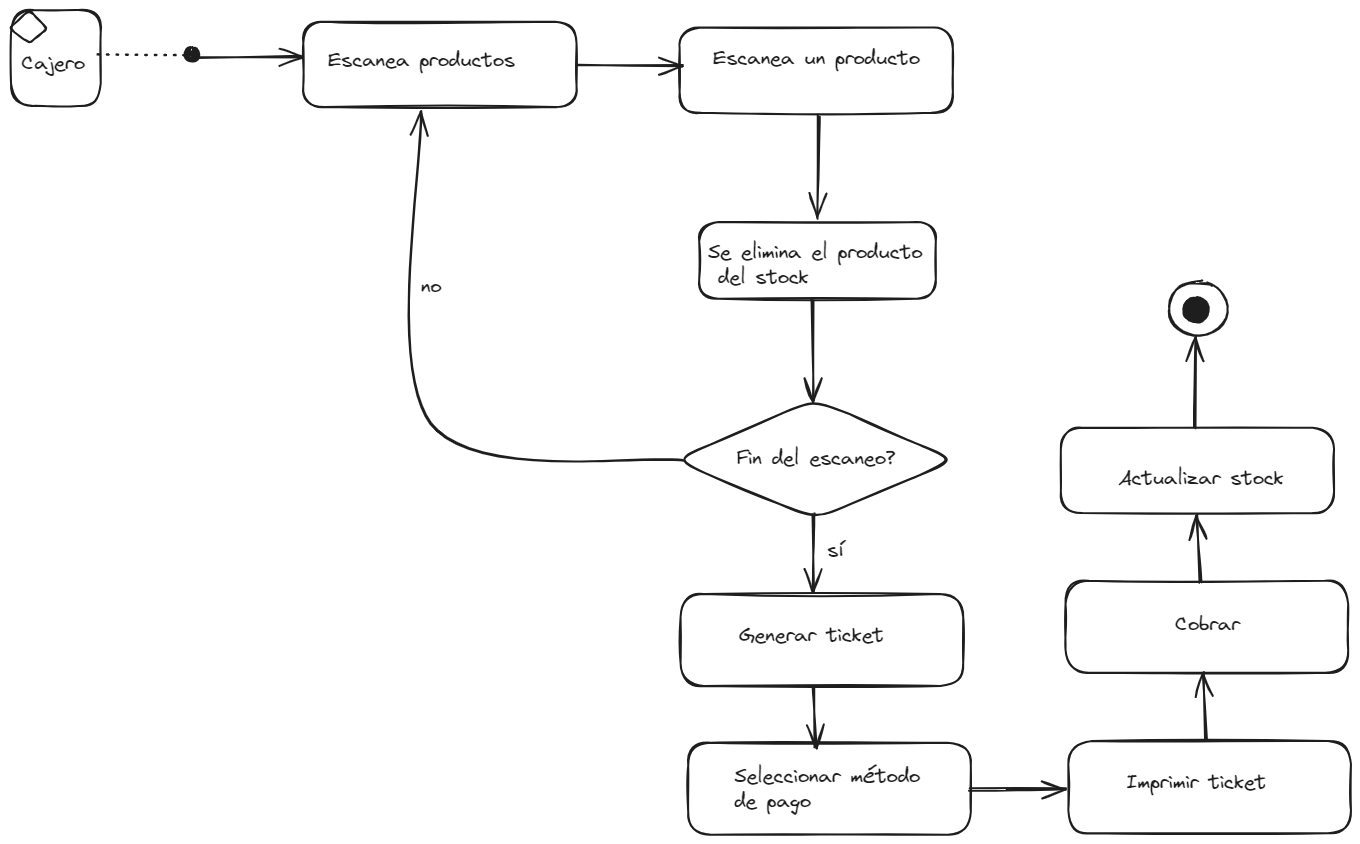 Cajero
Escanea productos
Escanea un producto
Se elimina el producto
del stock
no
Fin del escaneo?
sí
Generar ticket
Seleccionar método
de pago
Imprimir ticket
Cobrar
Actualizar stock